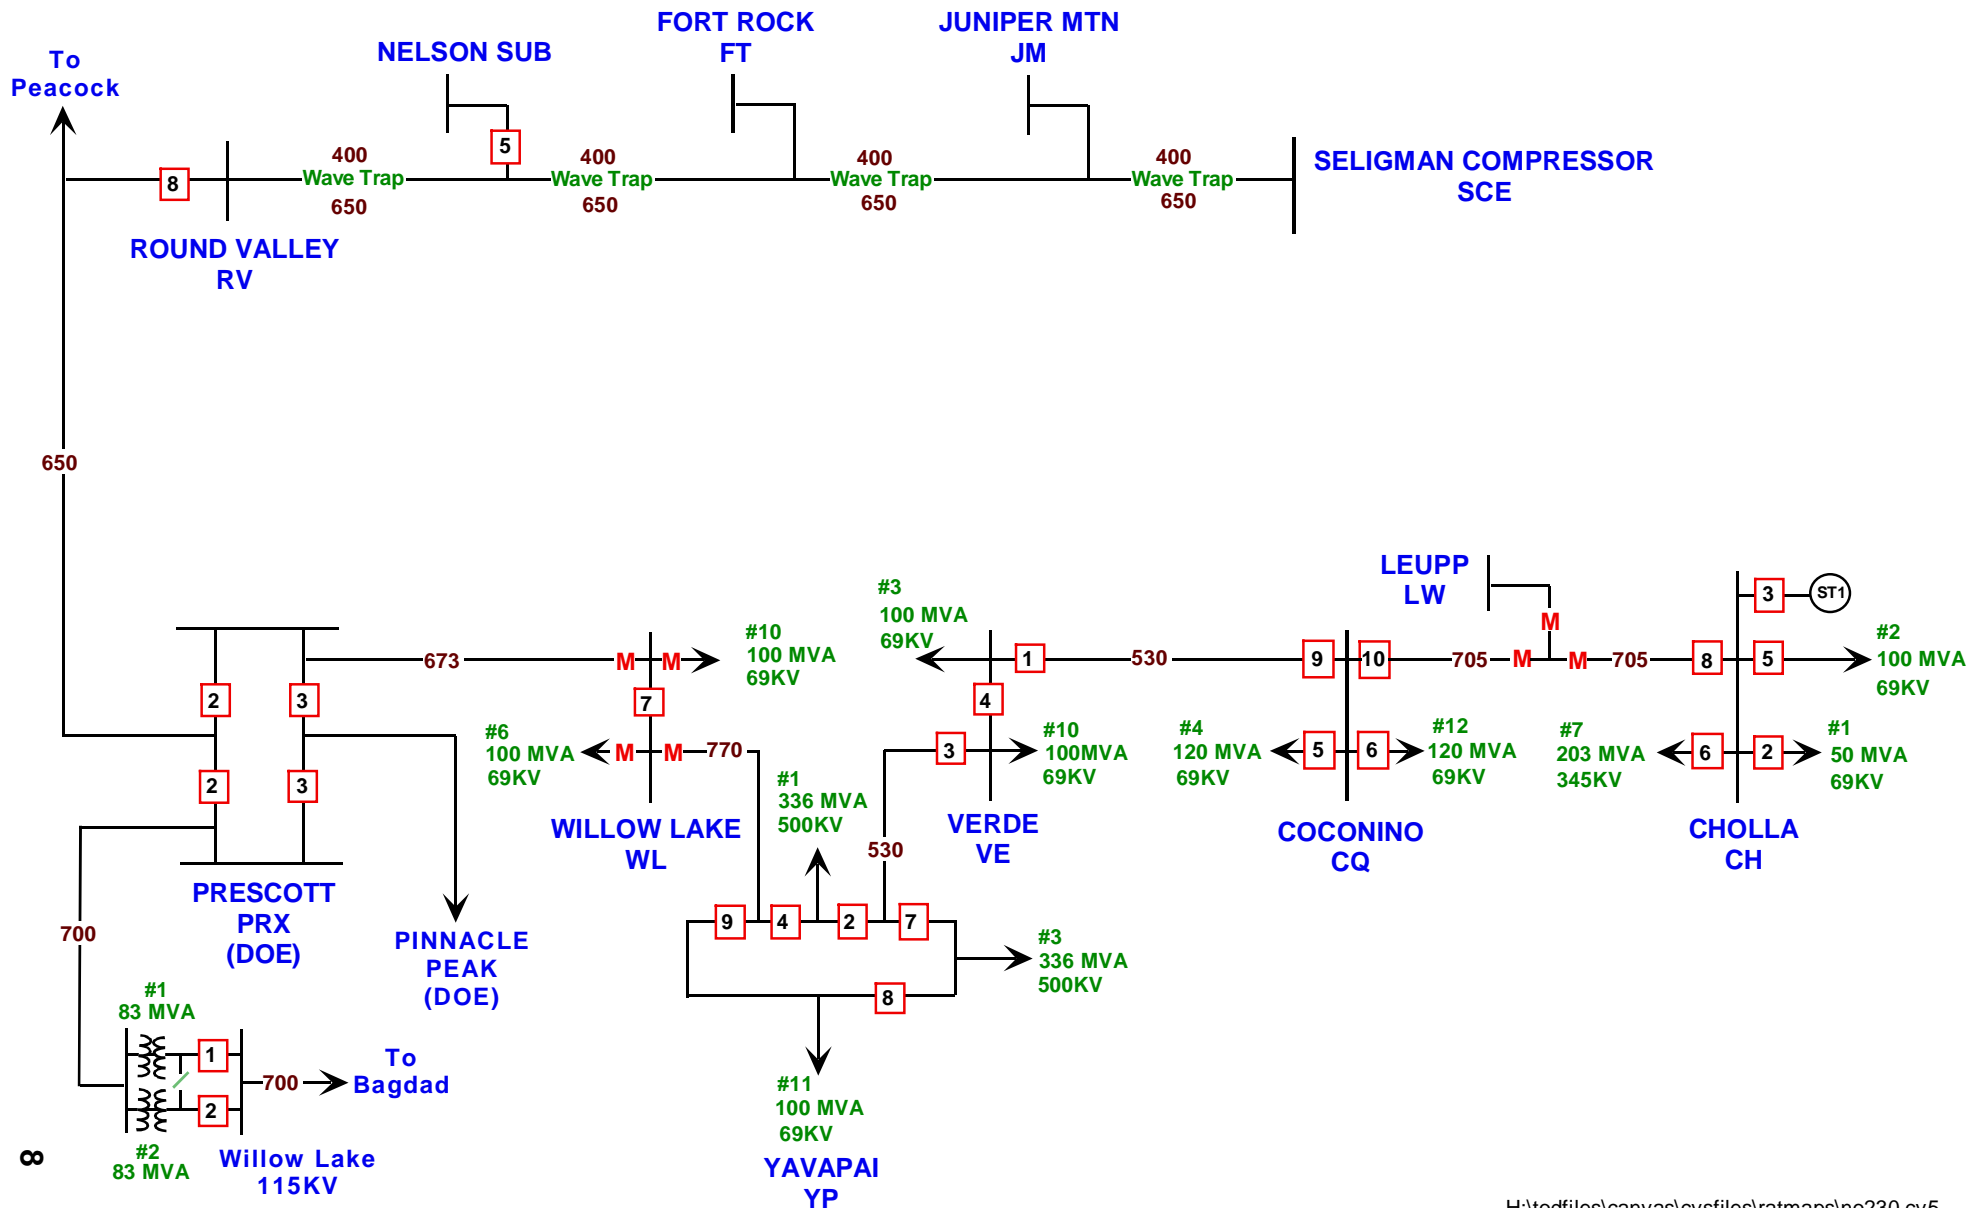 To
Peacock
NELSON SUB
FORT ROCK
FT
JUNIPER MTN
JM
SELIGMAN COMPRESSOR
SCE
8
ROUND VALLEY
RV
400
Wave Trap
650
5
400
Wave Trap
650
400
Wave Trap
650
400
Wave Trap
650
650
2
3
2
3
673
PRESCOTT
PRX
(DOE)
PINNACLE
PEAK
(DOE)
700
#1
83 MVA
1
2
#2
83 MVA
Willow Lake
115KV
700
To
Bagdad
M
M
#10
100 MVA
69KV
7
#6
100 MVA
69KV
M
M
770
WILLOW LAKE
WL
#1
336 MVA
500KV
9
4
2
7
8
530
#3
336 MVA
500KV
#11
100 MVA
69KV
YAVAPAI
YP
#3
100 MVA
69KV
1
530
4
3
#10
100MVA
69KV
VERDE
VE
9
10
#4
120 MVA
69KV
5
6
#12
120 MVA
69KV
COCONINO
CQ
705
LEUPP
LW
M
M
M
705
8
3
ST1
5
#2
100 MVA
69KV
#7
203 MVA
345KV
6
2
#1
50 MVA
69KV
CHOLLA
CH
8
H:\todfiles\canvas\cvsfiles\ratmaps\no230.cv5